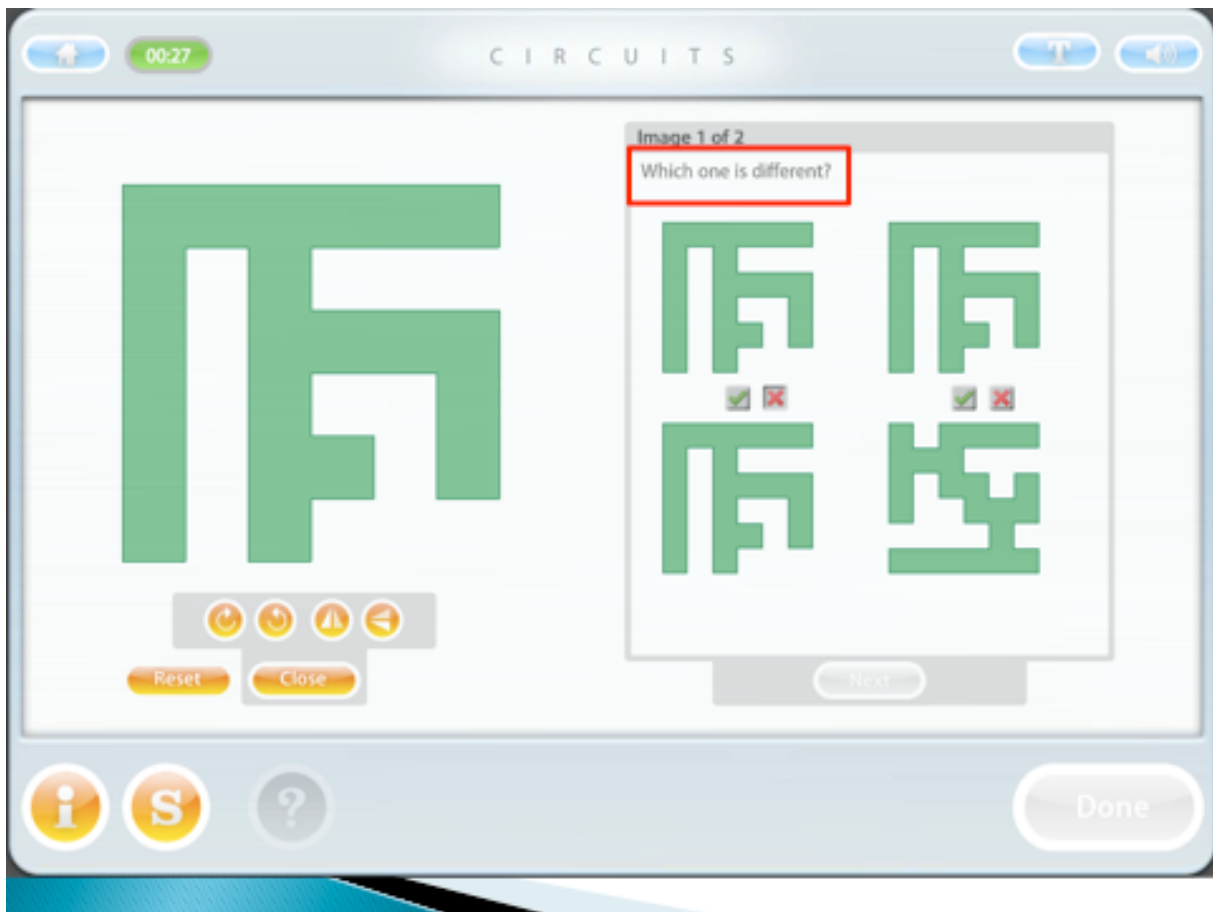 00:27
CIRCUITS
T
Image 1 of 2
Which one is different?
Reset
Close
Next
i
S
?
Done